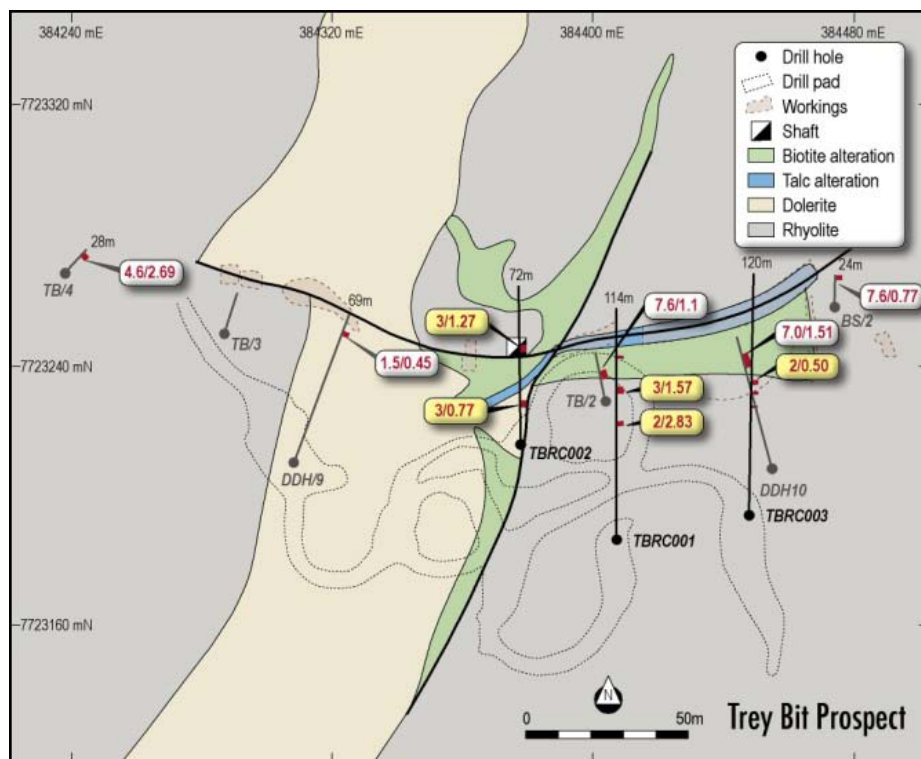 384240 mE
384320 mE
384400 mE
384480 mE
Drill hole
Drill pad
Workings
Shaft
Biotite alteration
Talc alteration
Dolerite
Rhyolite
7723320 mN
28m
4.6/2.69
TB/4
TB/3
69m
1.5/0.45
72m
3/1.27
114m
7.6/1.1
120m
24m
7.6/0.77
BS/2
7.0/1.51
2/0.50
7723240 mN
3/0.77
TB/2
3/1.57
2/2.83
TBRC002
DDH/9
DDH10
TBRC003
TBRC001
7723160 mN
N
0
50m
Trey Bit Prospect